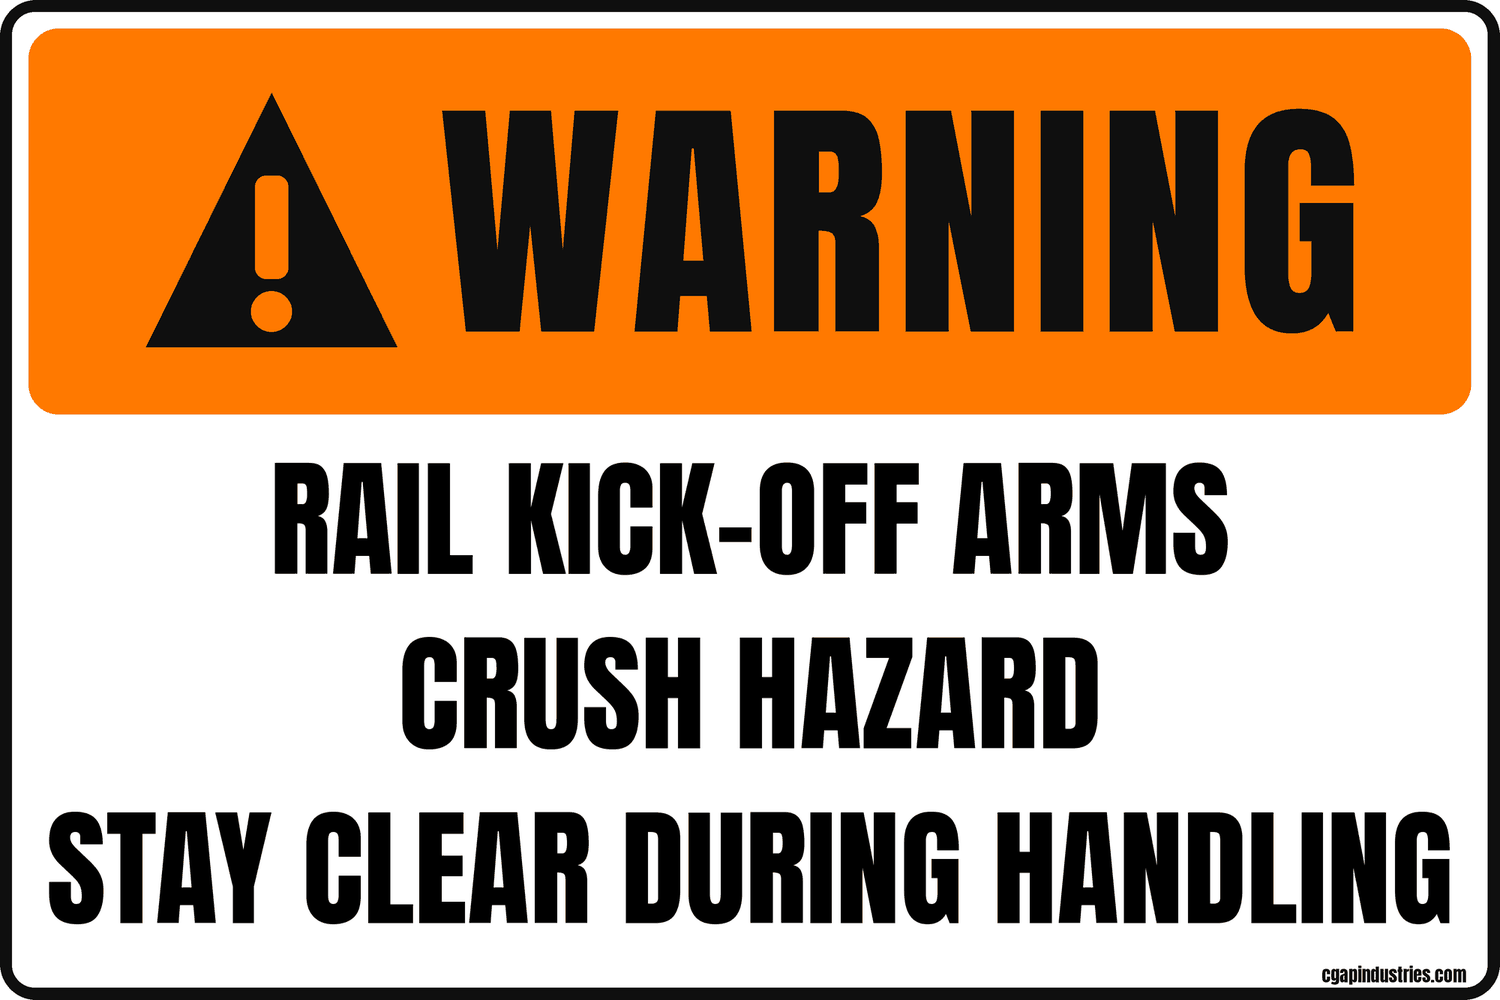 WARNING
RAIL KICK-OFF ARMS
CRUSH HAZARD
STAY CLEAR DURING HANDLING
cgapindustries.com